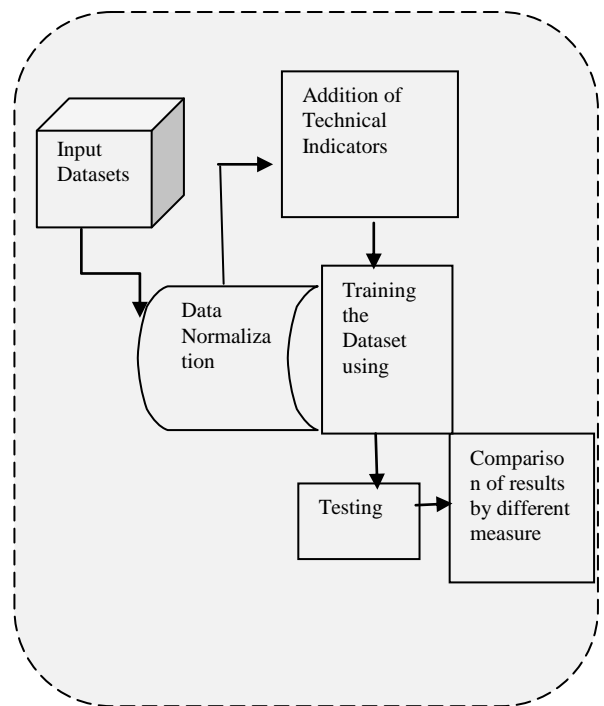 Input
Datasets
Data
Normaliza
tion
Addition of
Technical
Indicators
Training
the
Dataset
using
Testing
Compariso
n of results
by different
measure